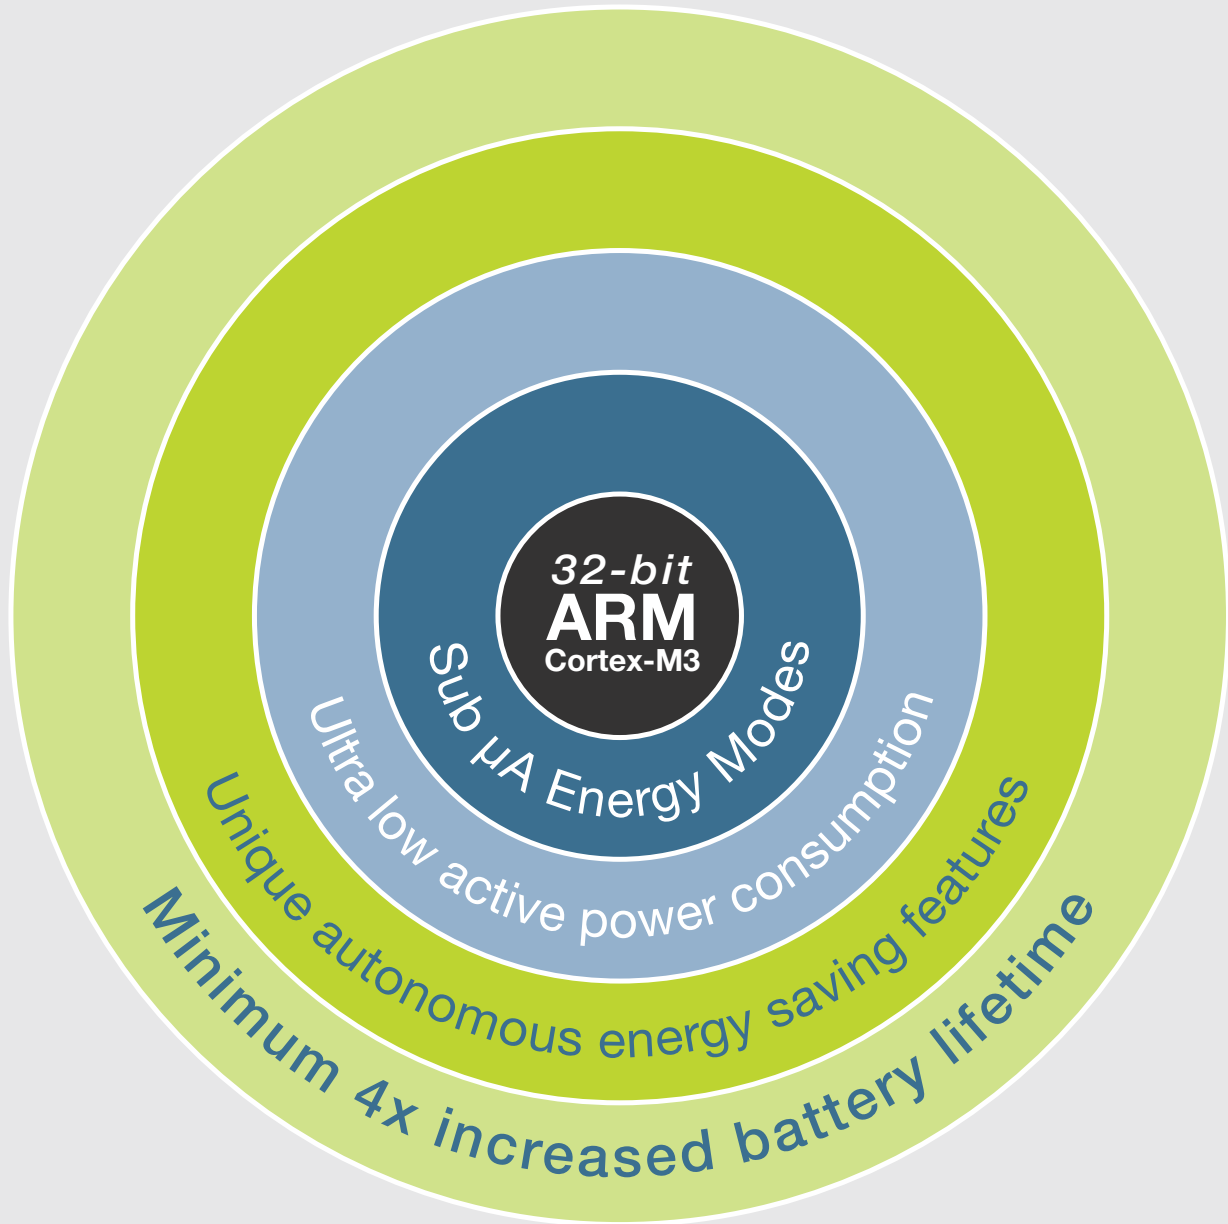 32-bit
ARM
Cortex-M3
Sub µA Energy Modes
Ultra low active power consumption
Unique autonomous energy saving features
Minimum 4x increased battery lifetime